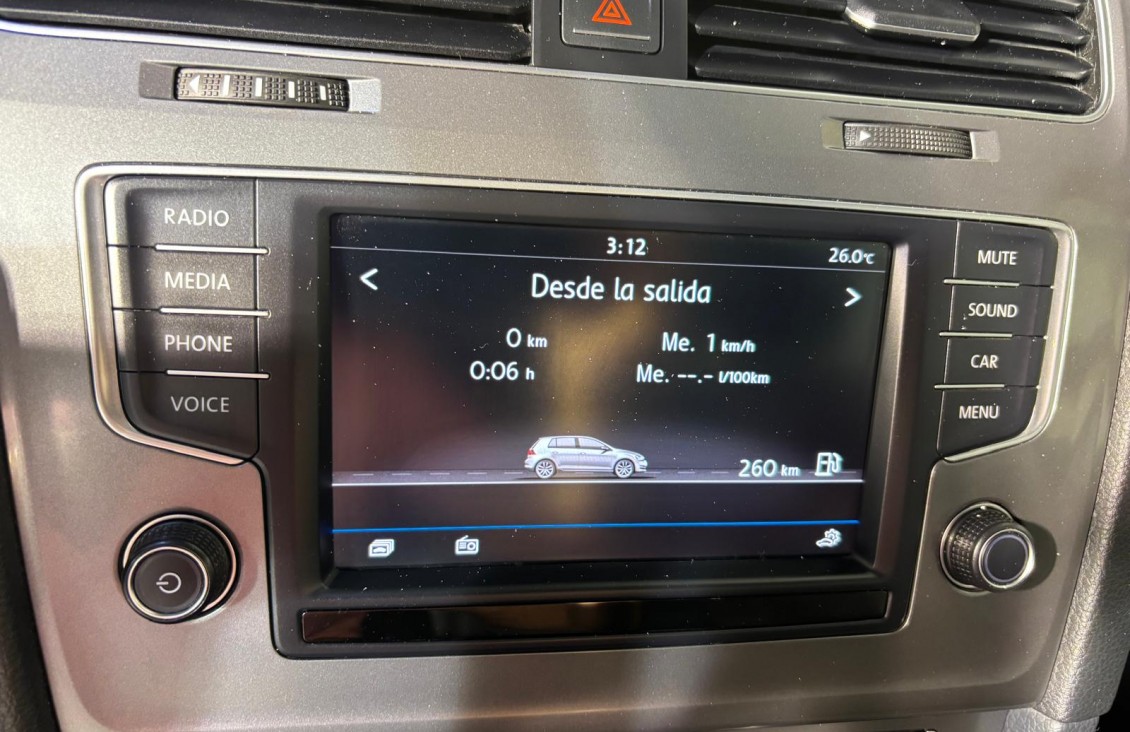 RADIO
MEDIA
PHONE
VOICE
3:12
26.0°C
Desde la salida
0 km
Me. 1 km/h
0:06 h
Me. --.- l/100km
260 km
MUTE
SOUND
CAR
MENU